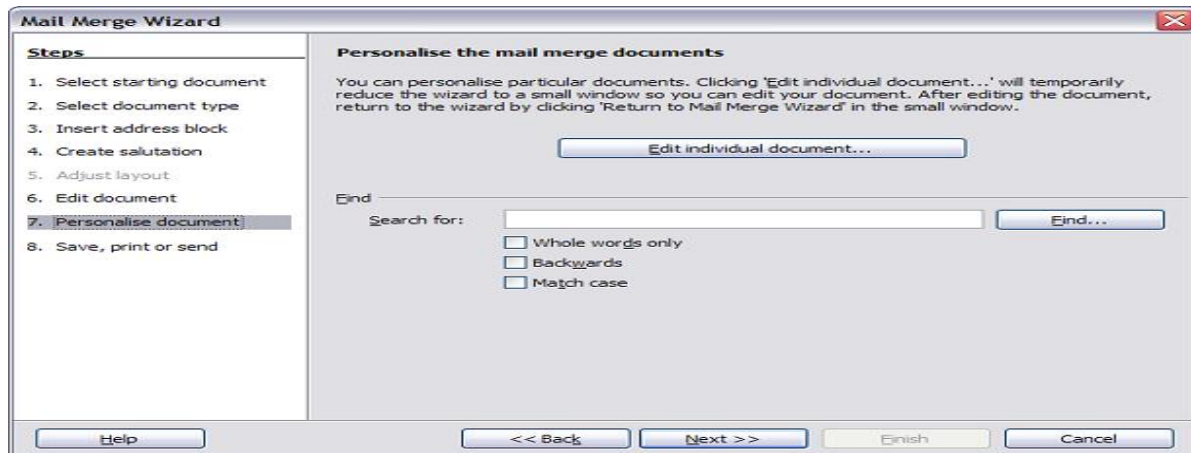 Mail Merge Wizard
Steps
1. Select starting document
2. Select document type
3. Insert address block
4. Create salutation
5. Adjust layout
6. Edit document
7. Personalise document
8. Save, print or send
Personalise the mail merge documents
You can personalise particular documents. Clicking 'Edit individual document...' will temporarily
reduce the wizard to a small window so you can edit your document. After editing the document,
return to the wizard by clicking 'Return to Mail Merge Wizard' in the small window.
Edit individual document...
Find
Search for:
Find...
Whole words only
Backwards
Match case
Help
<< Back
Next >>
Finish
Cancel